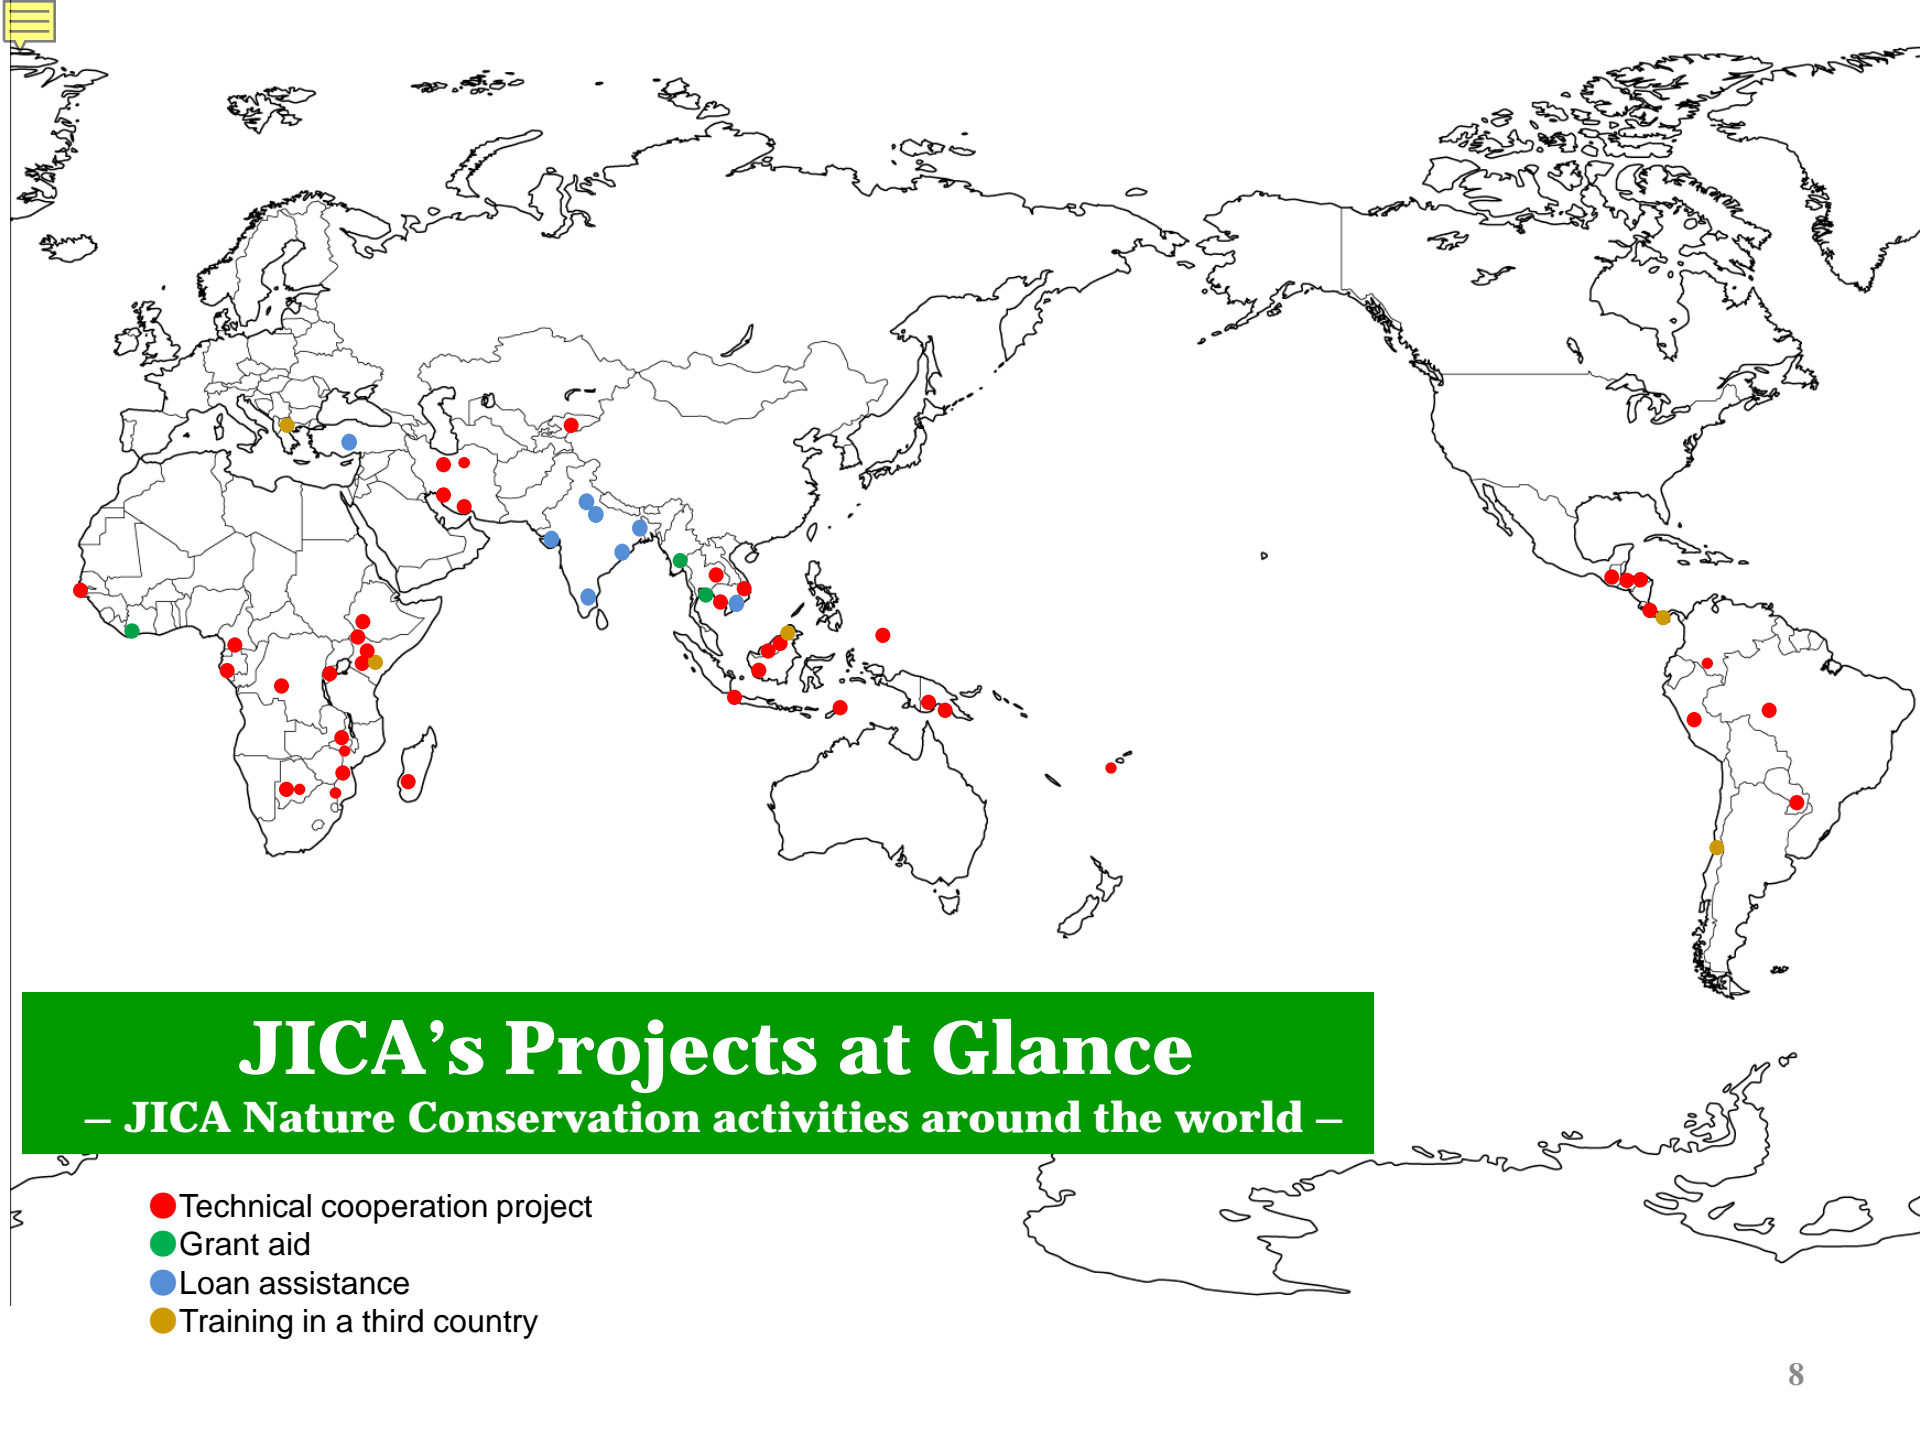 JICA’s Projects at Glance
– JICA Nature Conservation activities around the world –
Technical cooperation project
Grant aid
Loan assistance
Training in a third country
8